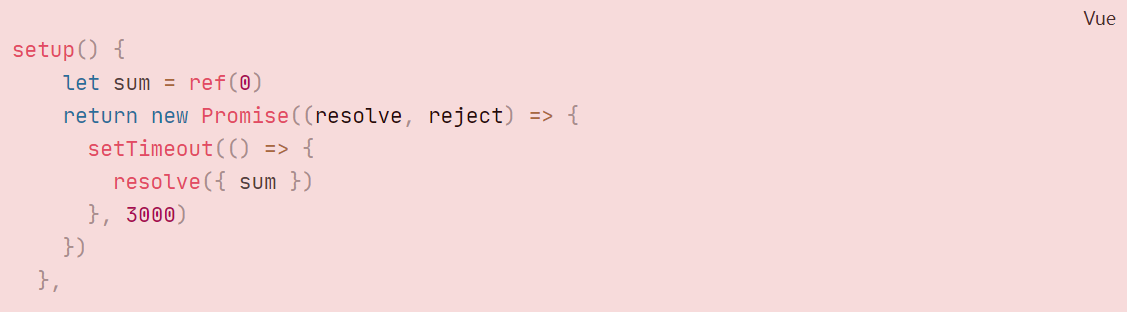 Vue
setup() {
    let sum = ref(0)
    return new Promise((resolve, reject) => {
      setTimeout(() => {
        resolve({ sum })
      }, 3000)
    })
  },